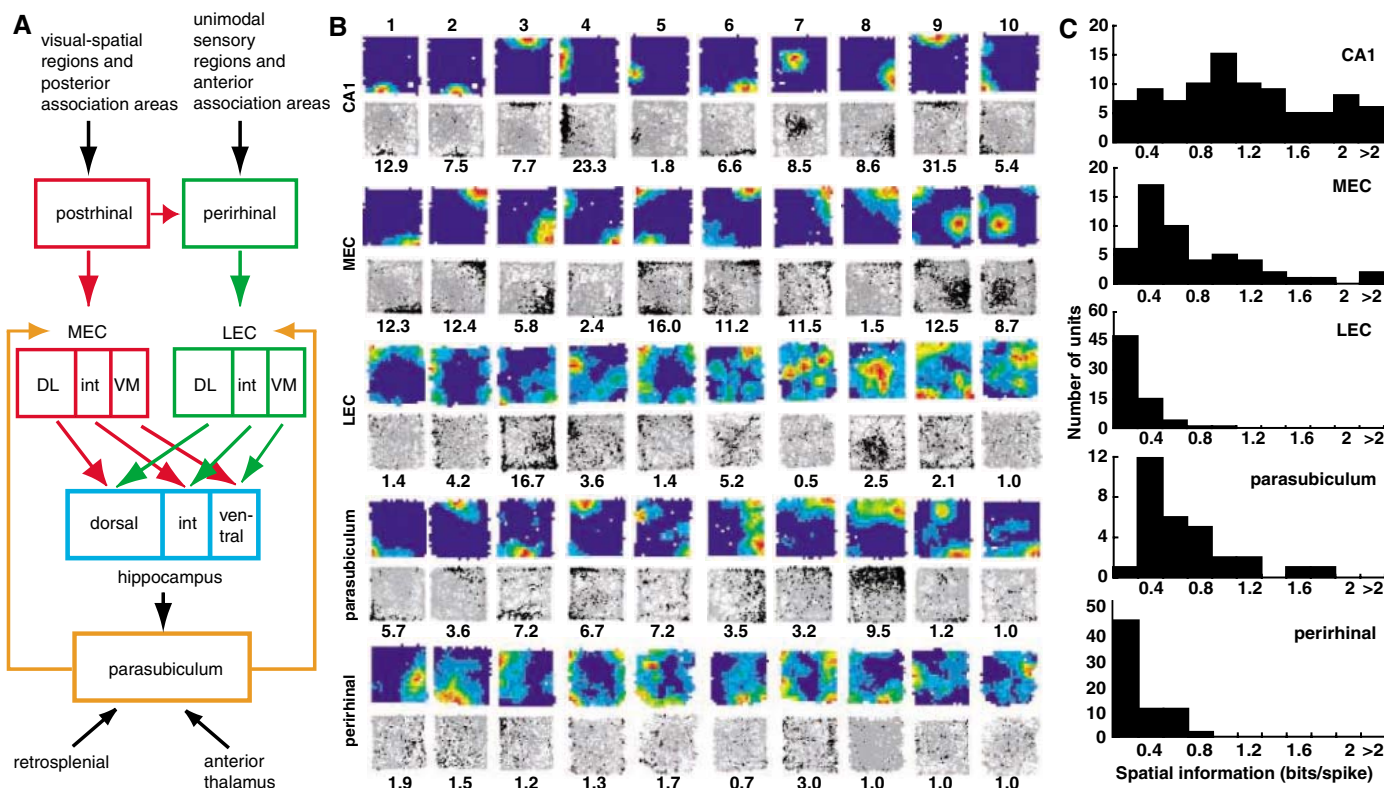 A
visual-spatial
regions and
posterior
association areas
unimodal
sensory
regions and
anterior
association areas
postrhinal
perirhinal
MEC
LEC
DL int VM
DL int VM
dorsal
int
ven-
tral
hippocampus
parasubiculum
retrosplenial
anterior
thalamus
B
1 2 3 4 5 6 7 8 9 10
CA1
12.9 7.5 7.7 23.3 1.8 6.6 8.5 8.6 31.5 5.4
MEC
12.3 12.4 5.8 2.4 16.0 11.2 11.5 1.5 12.5 8.7
LEC
1.4 4.2 16.7 3.6 1.4 5.2 0.5 2.5 2.1 1.0
parasubiculum
5.7 3.6 7.2 6.7 7.2 3.5 3.2 9.5 1.2 1.0
perirhinal
1.9 1.5 1.2 1.3 1.7 0.7 3.0 1.0 1.0 1.0
C
CA1
20
15
10
5
0
0.4 0.8 1.2 1.6 2 >2
MEC
20
15
10
5
0
0.4 0.8 1.2 1.6 2 >2
LEC
60
45
30
15
0
0.4 0.8 1.2 1.6 2 >2
parasubiculum
12
9
6
3
0
0.4 0.8 1.2 1.6 2 >2
perirhinal
50
40
30
20
10
0
0.4 0.8 1.2 1.6 2 >2
Number of units
Spatial information (bits/spike)